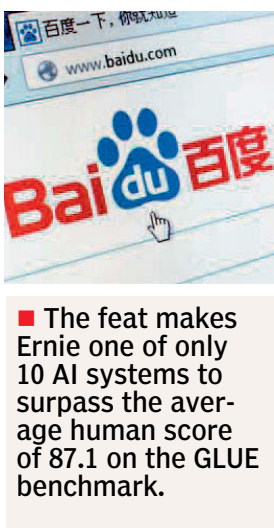 百度一下，你就知道
www.baidu.com
Bai du 百度
■ The feat makes
Ernie one of only
10 AI systems to
surpass the aver-
age human score
of 87.1 on the GLUE
benchmark.